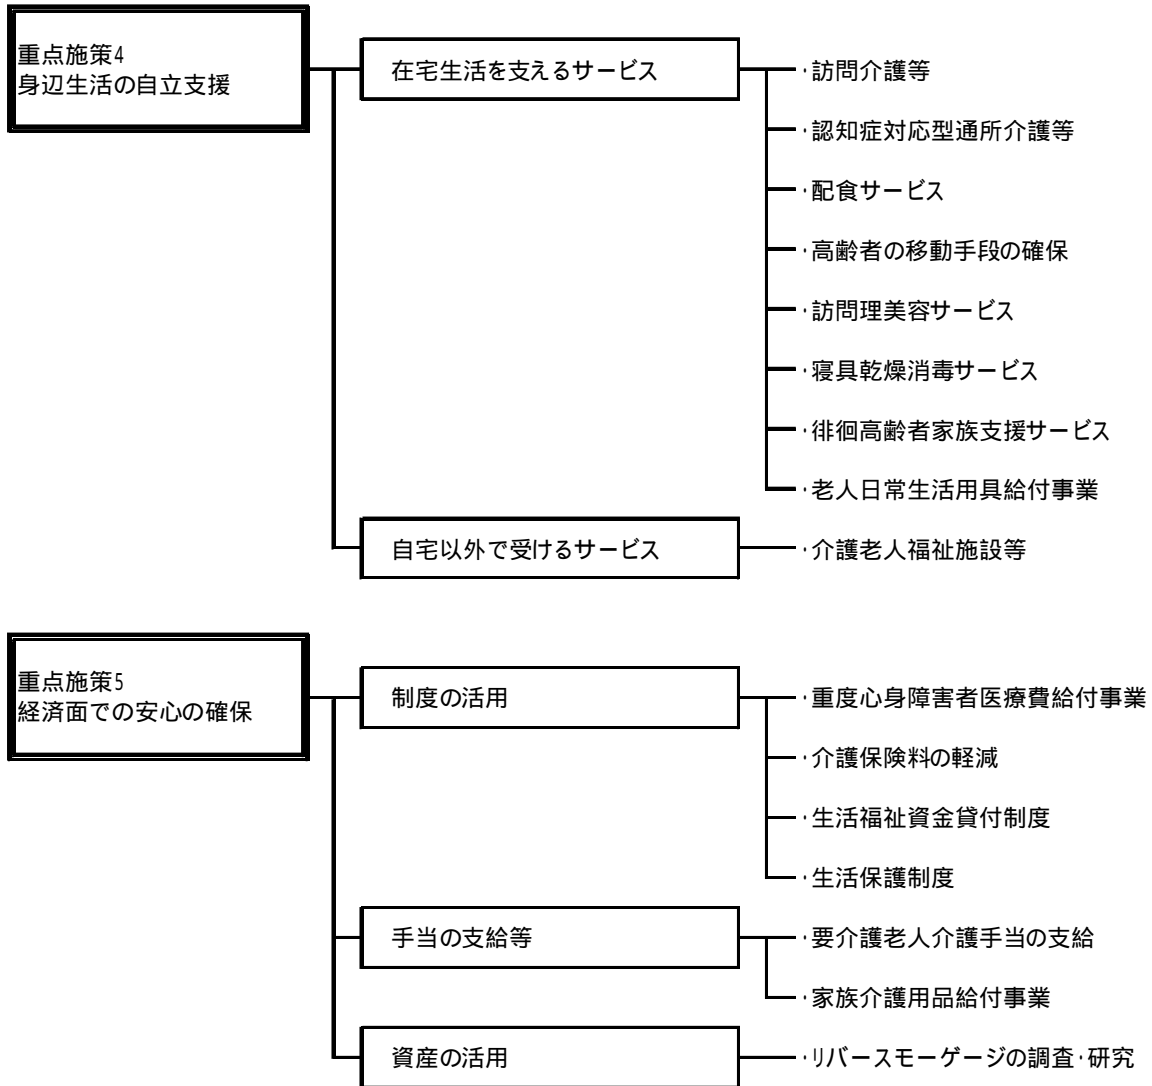 重点施策4
身辺生活の自立支援
在宅生活を支えるサービス
・訪問介護等
・認知症対応型通所介護等
・配食サービス
・高齢者の移動手段の確保
・訪問理美容サービス
・寝具乾燥消毒サービス
・徘徊高齢者家族支援サービス
・老人日常生活用具給付事業
自宅以外で受けるサービス
・介護老人福祉施設等
重点施策5
経済面での安心の確保
制度の活用
・重度心身障害者医療費給付事業
・介護保険料の軽減
・生活福祉資金貸付制度
・生活保護制度
手当の支給等
・要介護老人介護手当の支給
・家族介護用品給付事業
資産の活用
・リバースモーゲージの調査・研究